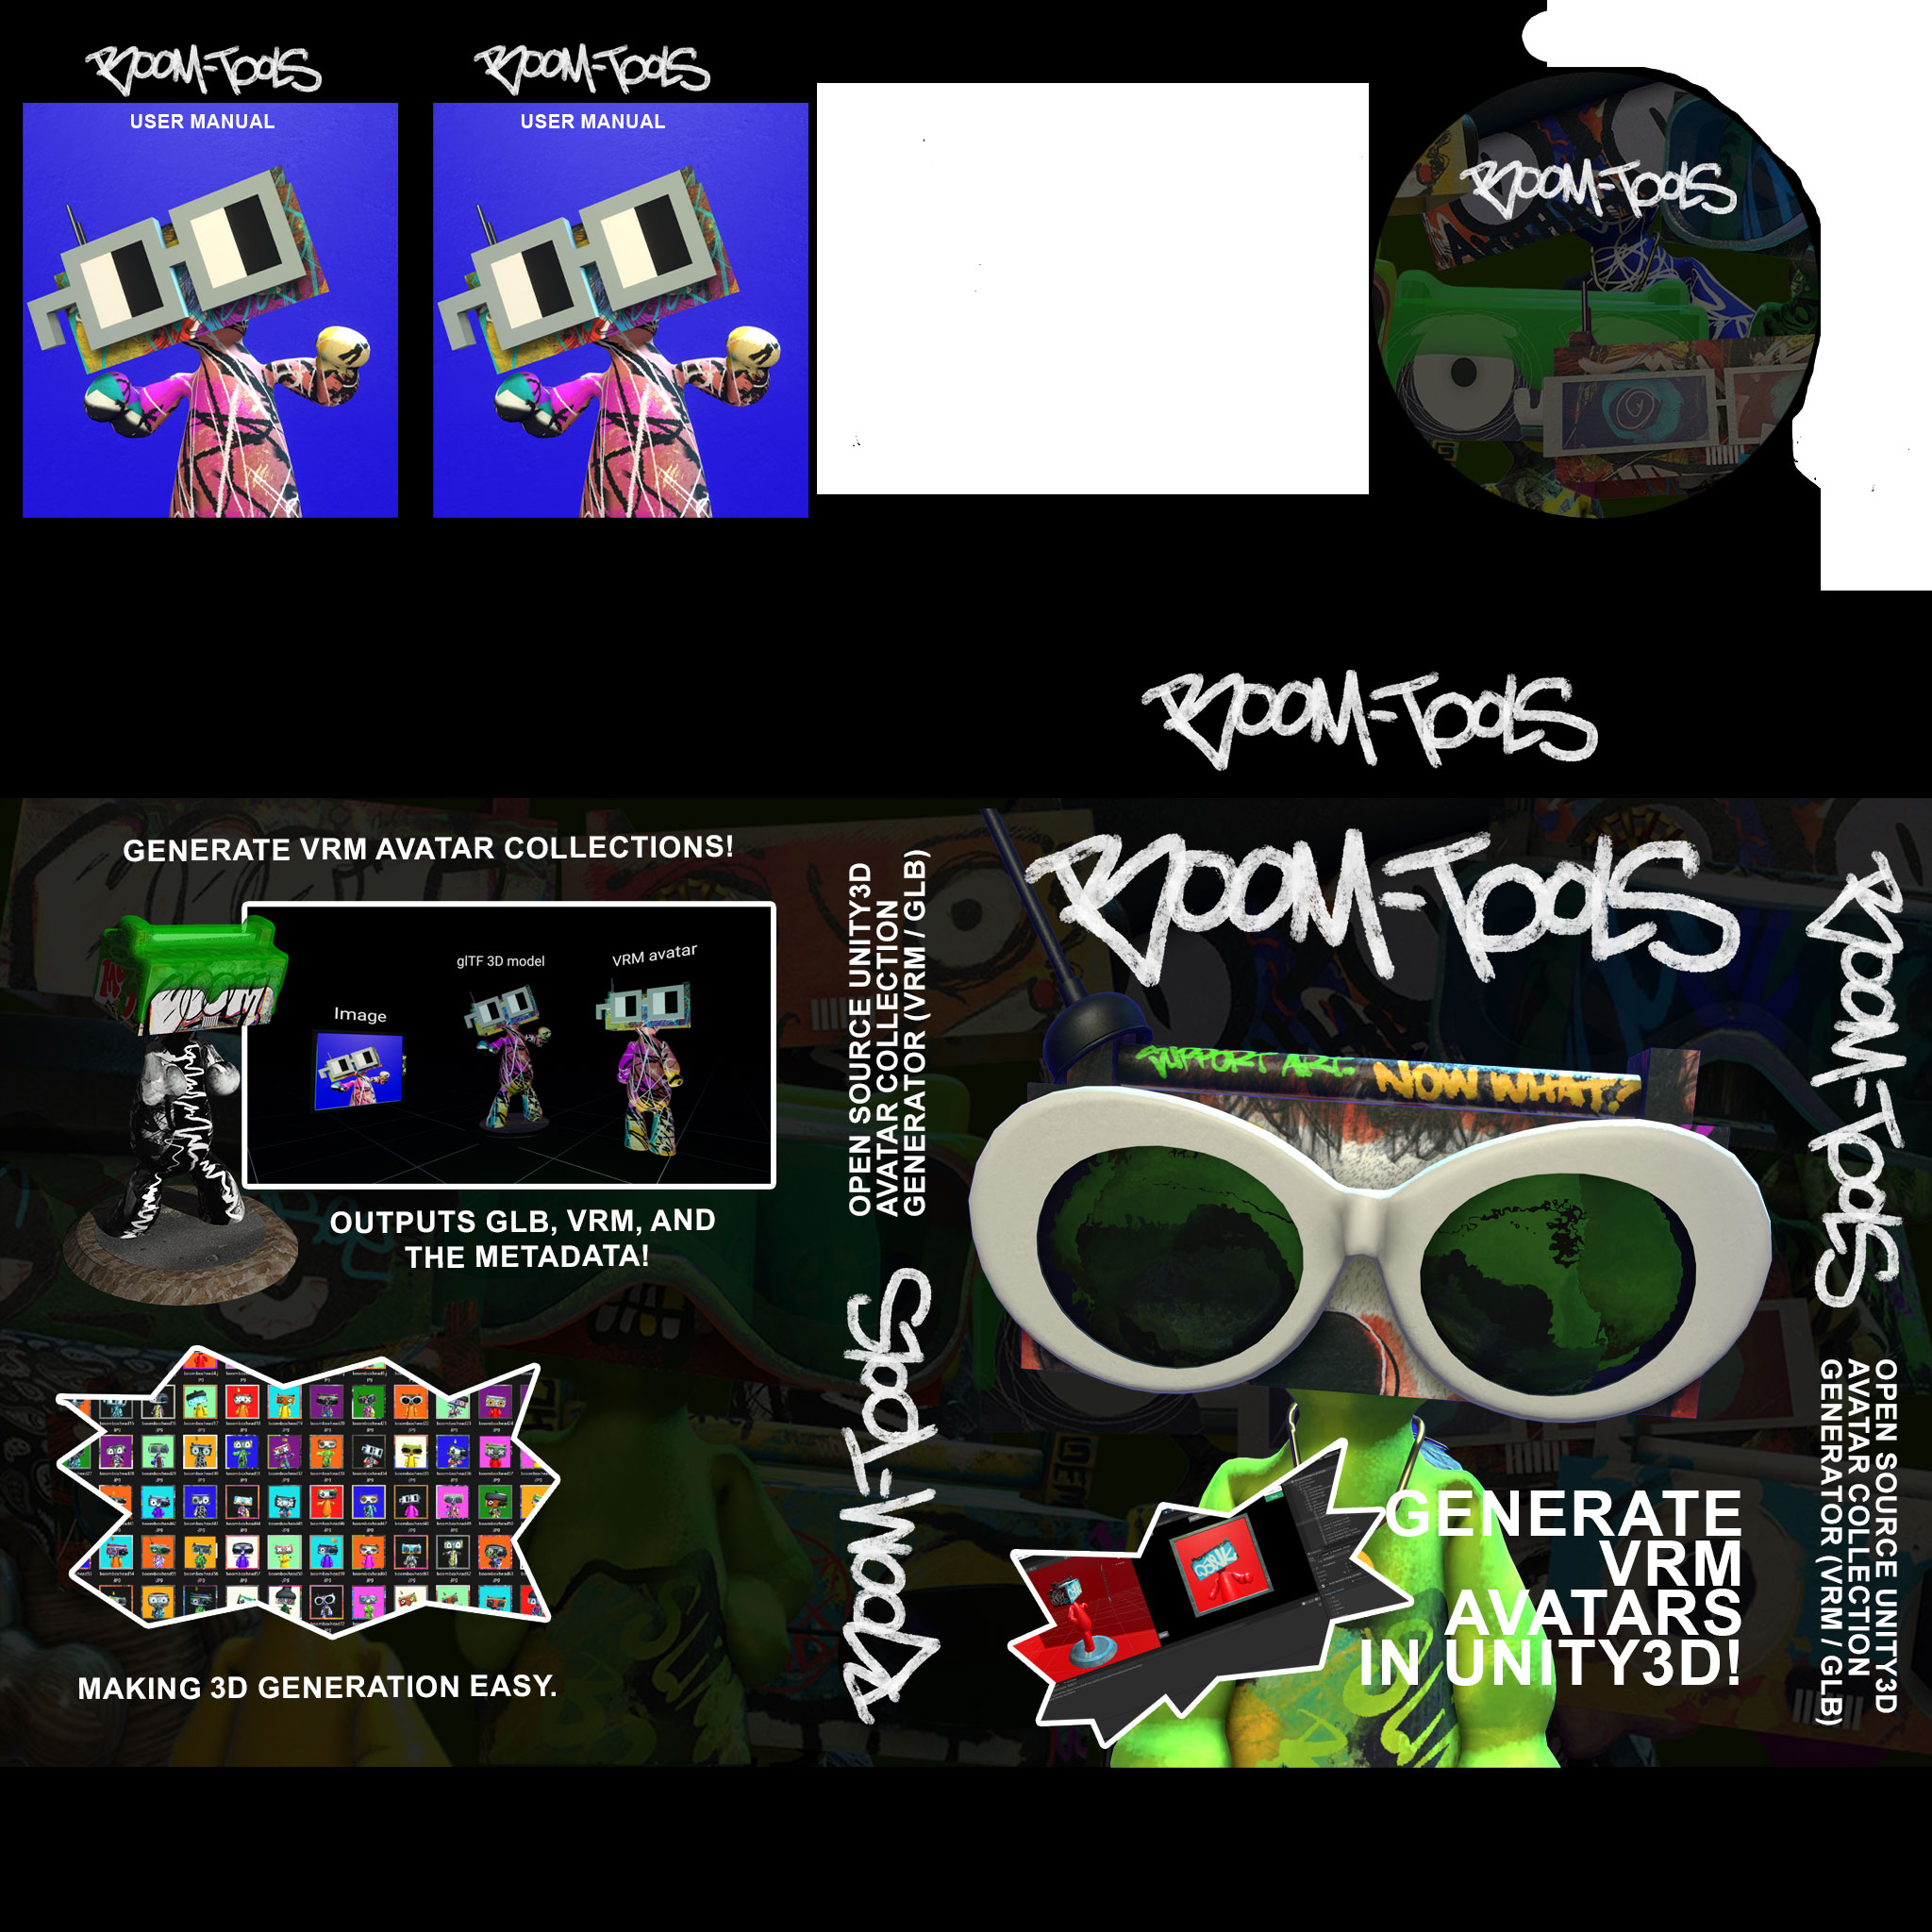 BOOM-TOOLS
USER MANUAL
BOOM-TOOLS
USER MANUAL
BOOM-TOOLS
BOOM-TOOLS
GENERATE VRM AVATAR COLLECTIONS!
Image
glTF 3D model
VRM avatar
OUTPUTS GLB, VRM, AND
THE METADATA!
MAKING 3D GENERATION EASY.
OPEN SOURCE UNITY3D
AVATAR COLLECTION
GENERATOR (VRM / GLB)
BOOM-TOOLS
BOOM-TOOLS
SUPPORT ART.
NOW WHAT?
GENERATE
VRM
AVATARS
IN UNITY3D!
BOOM-TOOLS
OPEN SOURCE UNITY3D
AVATAR COLLECTION
GENERATOR (VRM / GLB)